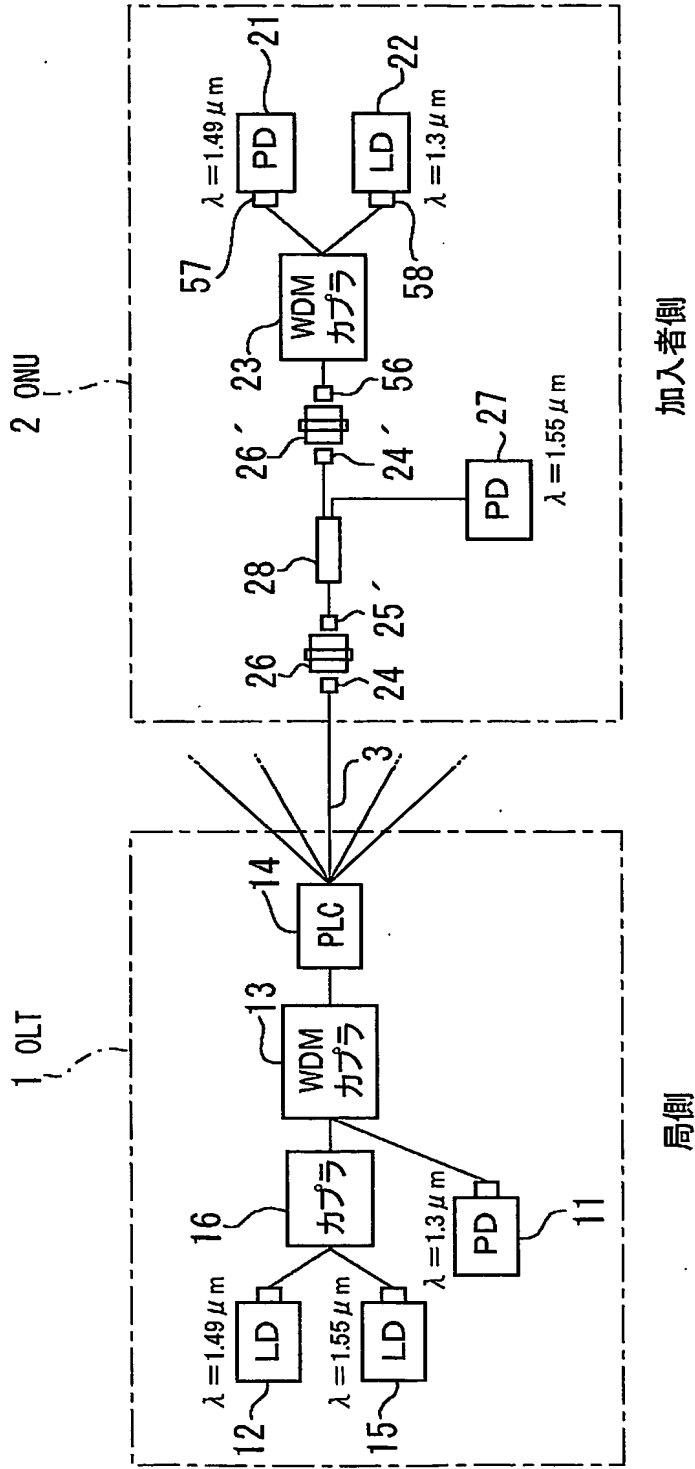 1 OLT
12
LD
λ=1.49μm
15
LD
λ=1.55μm
16
カプラ
13
WDM
カプラ
14
PLC
11
PD
λ=1.3μm
3
局側
2 ONU
24
26
25´
28
24´
26´
56
23
WDM
カプラ
57
PD
21
λ=1.49μm
58
LD
22
λ=1.3μm
PD
27
λ=1.55μm
加入者側